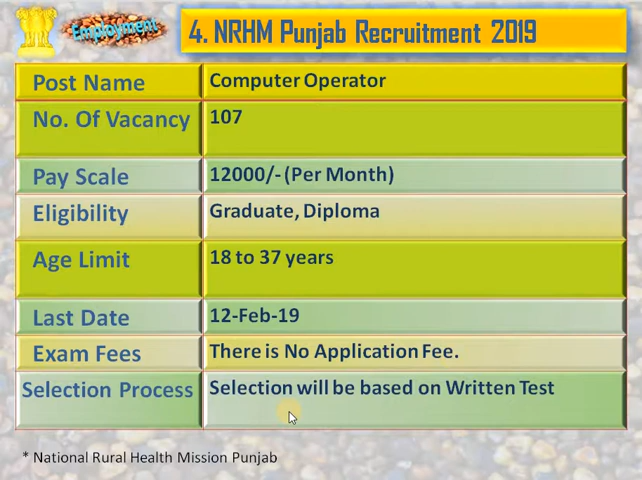 Employment
4. NRHM Punjab Recruitment 2019
Post Name Computer Operator
No. Of Vacancy 107
Pay Scale 12000/- (Per Month)
Eligibility Graduate, Diploma
Age Limit 18 to 37 years
Last Date 12-Feb-19
Exam Fees There is No Application Fee.
Selection Process Selection will be based on Written Test
* National Rural Health Mission Punjab